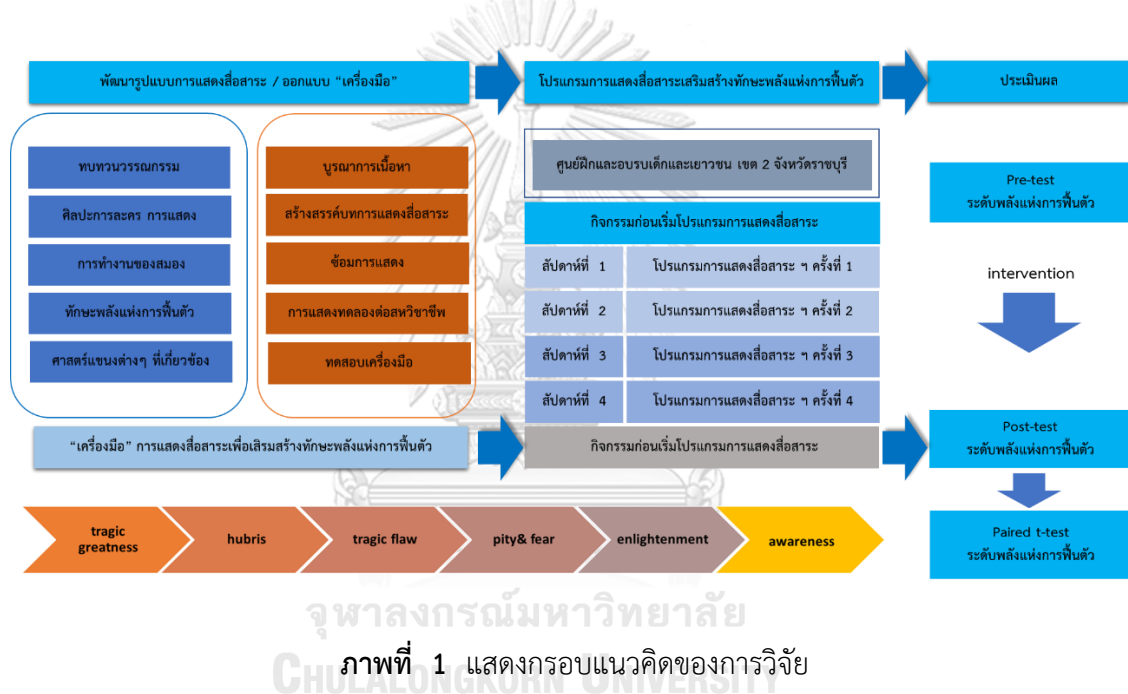 พัฒนารูปแบบการแสดงสื่อสาระ / ออกแบบ “เครื่องมือ”
โปรแกรมการแสดงสื่อสาระเสริมสร้างทักษะพลังแห่งการฟื้นตัว
ประเมินผล
ทบทวนวรรณกรรม
ศิลปะการละคร การแสดง
การทำงานของสมอง
ทักษะพลังแห่งการฟื้นตัว
ศาสตร์แขนงต่างๆ ที่เกี่ยวข้อง
บูรณาการเนื้อหา
สร้างสรรค์บทการแสดงสื่อสาระ
ซ้อมการแสดง
การแสดงทดลองต่อสหวิชาชีพ
ทดสอบเครื่องมือ
ศูนย์ฝึกและอบรบเด็กและเยาวชน เขต 2 จังหวัดราชบุรี
กิจกรรมก่อนเริ่มโปรแกรมการแสดงสื่อสาระ
สัปดาห์ที่ 1 โปรแกรมการแสดงสื่อสาระ ฯ ครั้งที่ 1
สัปดาห์ที่ 2 โปรแกรมการแสดงสื่อสาระ ฯ ครั้งที่ 2
สัปดาห์ที่ 3 โปรแกรมการแสดงสื่อสาระ ฯ ครั้งที่ 3
สัปดาห์ที่ 4 โปรแกรมการแสดงสื่อสาระ ฯ ครั้งที่ 4
Pre-test
ระดับพลังแห่งการฟื้นตัว
intervention
“เครื่องมือ” การแสดงสื่อสาระเพื่อเสิรมสร้างทักษะพลังแห่งการฟื้นตัว
กิจกรรมก่อนเริ่มโปรแกรมการแสดงสื่อสาระ
Post-test
ระดับพลังแห่งการฟื้นตัว
Paired t-test
ระดับพลังแห่งการฟื้นตัว
tragic
greatness
hubris
tragic flaw
pity& fear
enlightenment
awareness
จุฬาลงกรณ์มหาวิทยาลัย
ภาพที่ 1 แสดงกรอบแนวคิดของการวิจัย
CHULALONGKORN UNIVERSITY